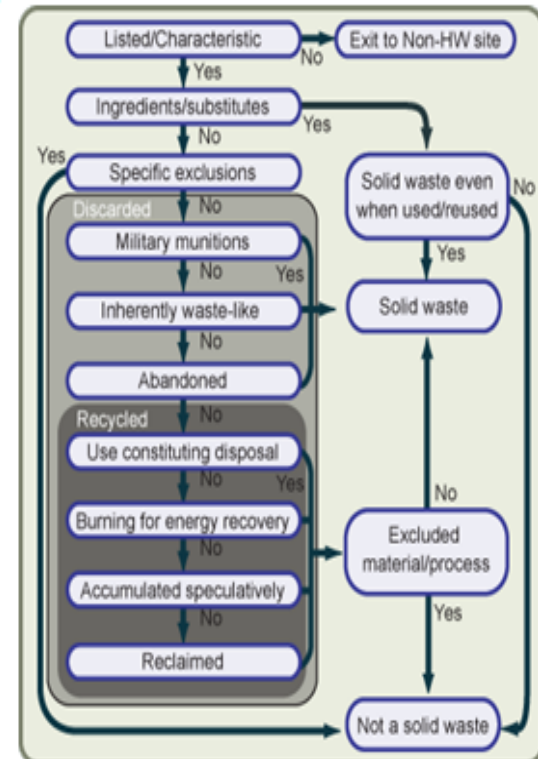 Listed/Characteristic
No
Exit to Non-HW site
Yes
Ingredients/substitutes
Yes
No
Yes
Specific exclusions
Solid waste even
when used/reused
No
Discarded
No
Military munitions
Yes
No
Yes
Inherently waste-like
Solid waste
No
Abandoned
No
Recycled
Use constituting disposal
No
Yes
No
Burning for energy recovery
Excluded
material/process
No
Accumulated speculatively
No
Yes
Reclaimed
Not a solid waste